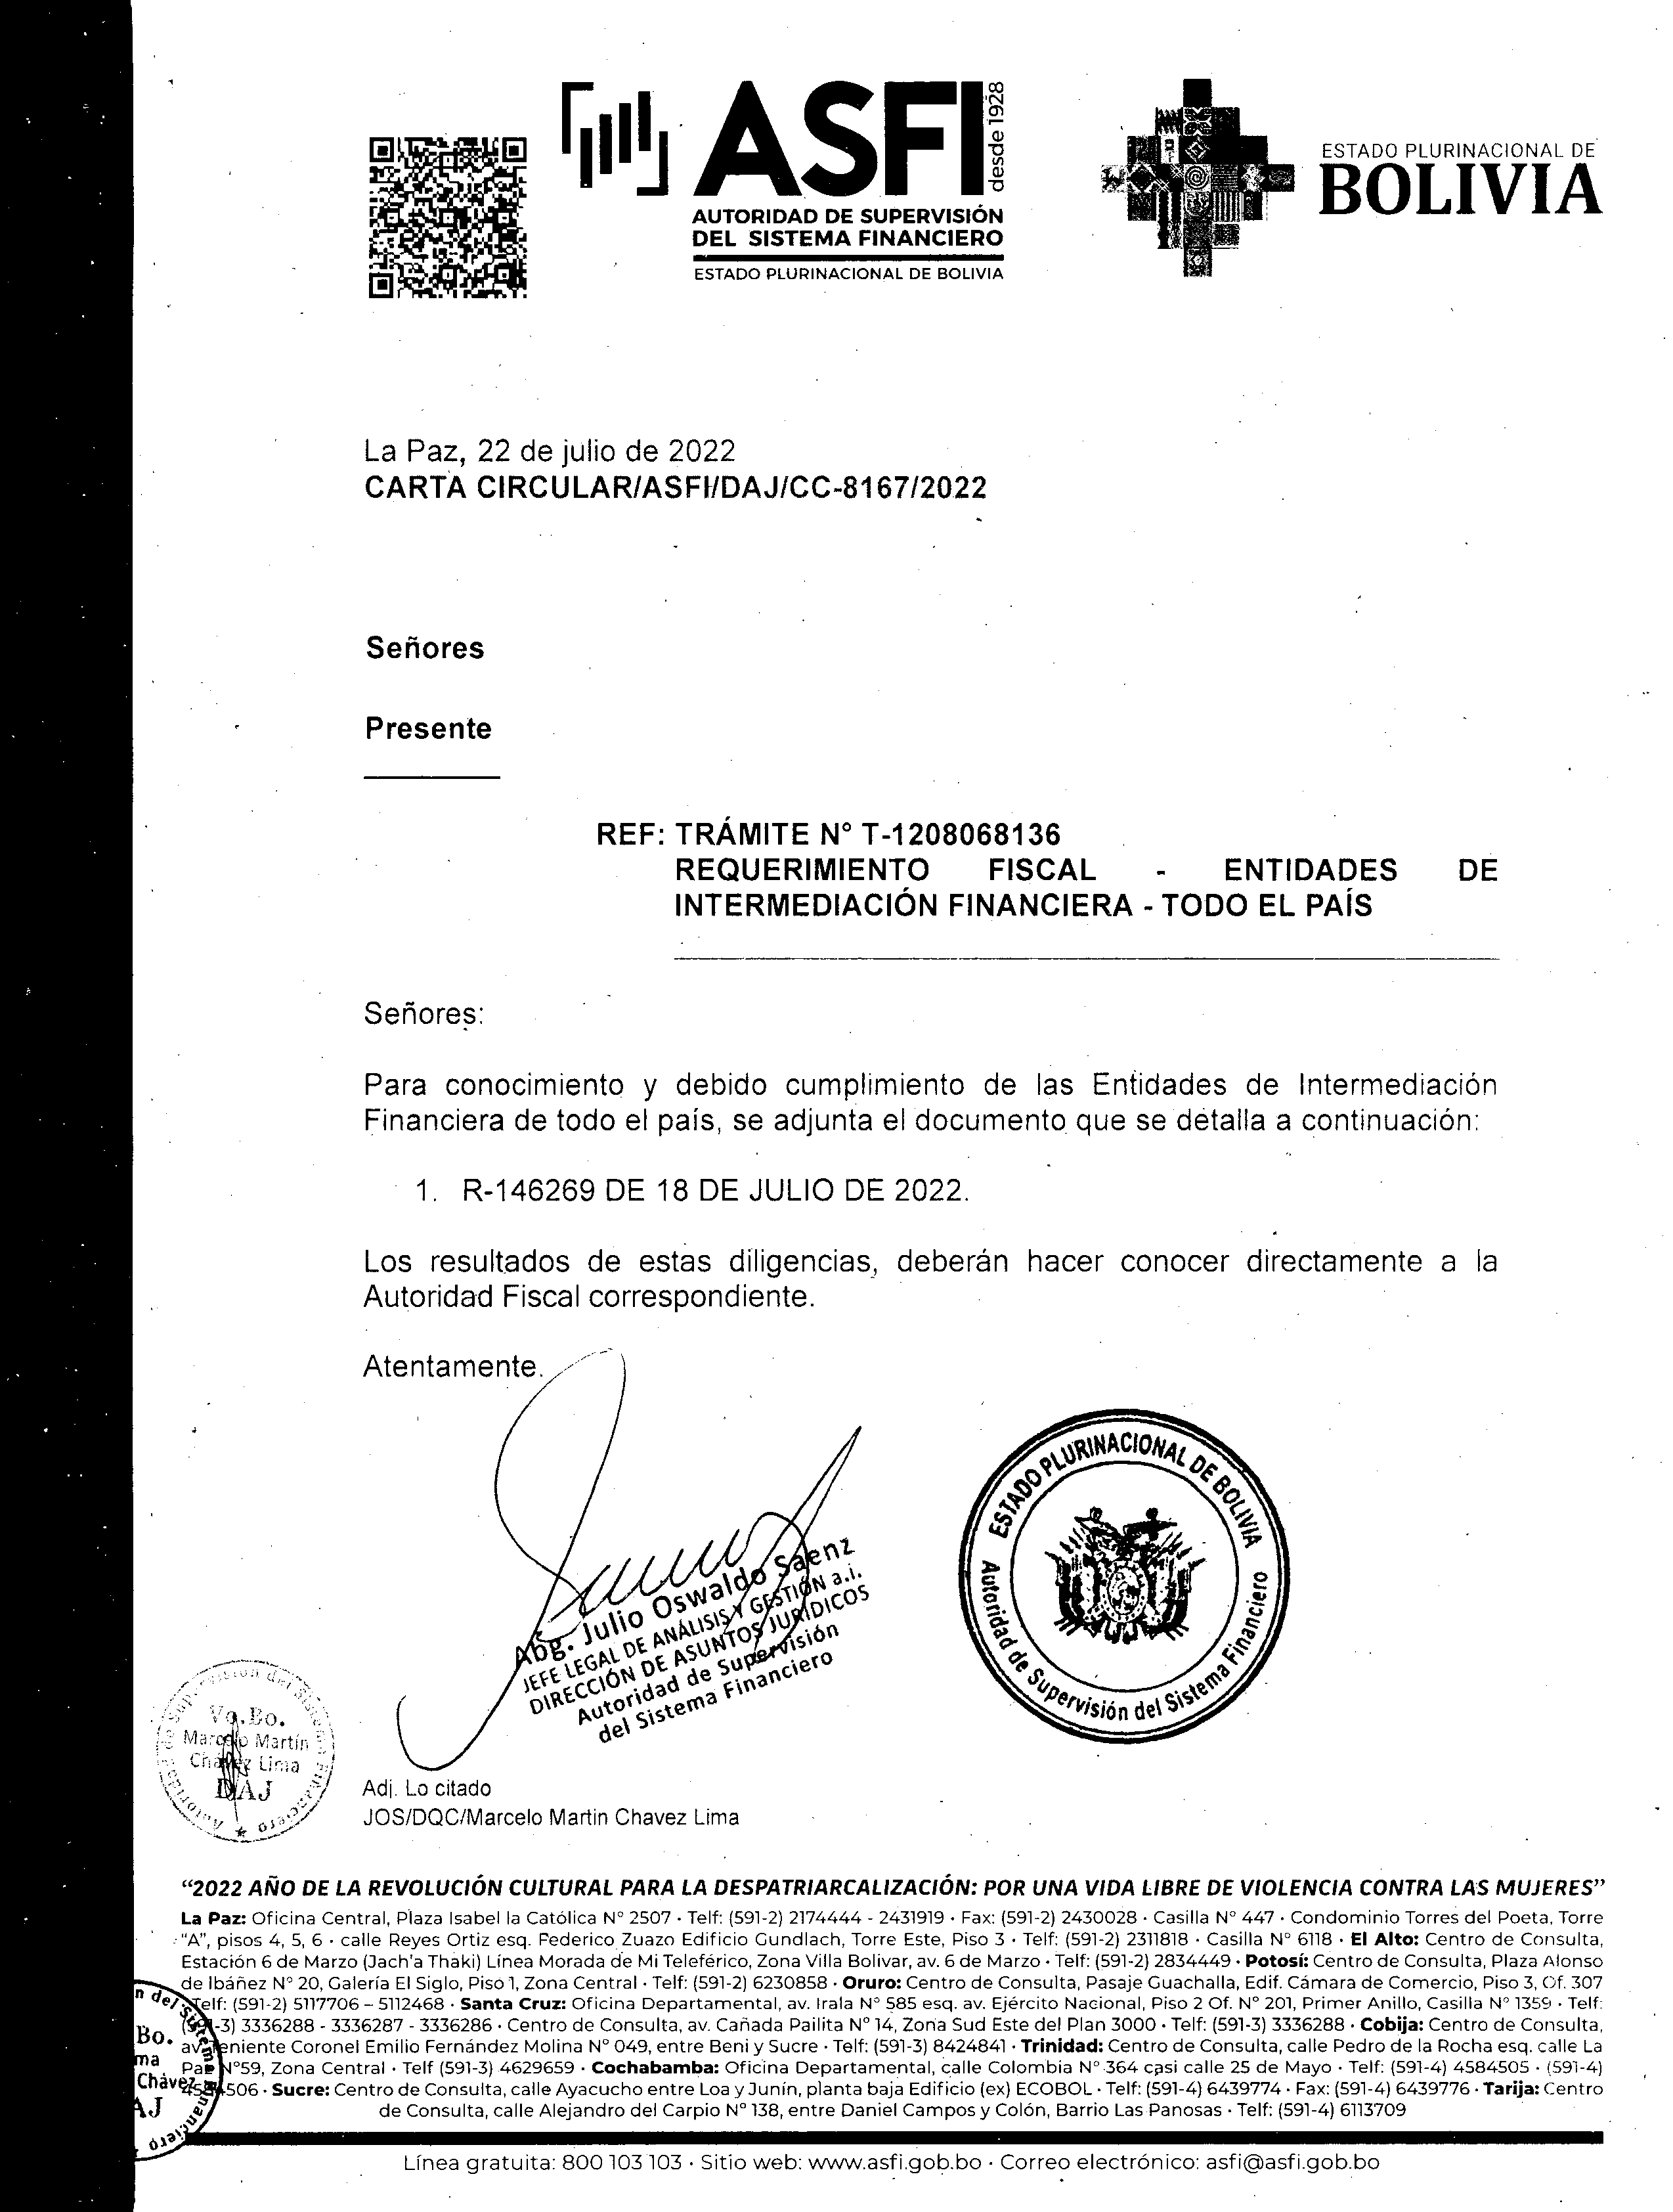 ASFI
desde 1928
AUTORIDAD DE SUPERVISIÓN
DEL SISTEMA FINANCIERO
ESTADO PLURINACIONAL DE BOLIVIA
ESTADO PLURINACIONAL DE
BOLIVIA
La Paz, 22 de julio de 2022
CARTA CIRCULAR/ASFI/DAJ/CC-8167/2022
Señores
Presente
REF: TRÁMITE N° T-1208068136
REQUERIMIENTO FISCAL - ENTIDADES DE
INTERMEDIACIÓN FINANCIERA - TODO EL PAÍS
Señores:
Para conocimiento y debido cumplimiento de las Entidades de Intermediación
Financiera de todo el país, se adjunta el documento que se detalla a continuación:
1. R-146269 DE 18 DE JULIO DE 2022.
Los resultados de estas diligencias, deberán hacer conocer directamente a la
Autoridad Fiscal correspondiente.
Atentamente.
Abg. Julio Oswaldo Saenz
JEFE LEGAL DE ANÁLISIS Y GESTIÓN a.i.
DIRECCIÓN DE ASUNTOS JURÍDICOS
Autoridad de Supervisión
del Sistema Financiero
ESTADO PLURINACIONAL DE BOLIVIA
Autoridad de Supervisión del Sistema Financiero
Vo.Bo.
Marcelo Martín
Chávez Lima
DAJ
Adj. Lo citado
JOS/DQC/Marcelo Martin Chavez Lima
“2022 AÑO DE LA REVOLUCIÓN CULTURAL PARA LA DESPATRIARCALIZACIÓN: POR UNA VIDA LIBRE DE VIOLENCIA CONTRA LAS MUJERES”
La Paz: Oficina Central, Plaza Isabel la Católica N° 2507 · Telf: (591-2) 2174444 - 2431919 · Fax: (591-2) 2430028 · Casilla N° 447 · Condominio Torres del Poeta, Torre
“A”, pisos 4, 5, 6 · calle Reyes Ortiz esq. Federico Zuazo Edificio Gundlach, Torre Este, Piso 3 · Telf: (591-2) 2311818 · Casilla N° 6118 · El Alto: Centro de Consulta,
Estación 6 de Marzo (Jach'a Thaki) Línea Morada de Mi Teleférico, Zona Villa Bolivar, av. 6 de Marzo · Telf: (591-2) 2834449 · Potosí: Centro de Consulta, Plaza Alonso
de Ibáñez N° 20, Galería El Siglo, Piso 1, Zona Central · Telf: (591-2) 6230858 · Oruro: Centro de Consulta, Pasaje Guachalla, Edif. Cámara de Comercio, Piso 3, Of. 307
Telf: (591-2) 5117706 – 5112468 · Santa Cruz: Oficina Departamental, av. Irala N° 585 esq. av. Ejército Nacional, Piso 2 Of. N° 201, Primer Anillo, Casilla N° 1359 · Telf:
(591-3) 3336288 - 3336287 - 3336286 · Centro de Consulta, av. Cañada Pailita N° 14, Zona Sud Este del Plan 3000 · Telf: (591-3) 3336288 · Cobija: Centro de Consulta,
av. Teniente Coronel Emilio Fernández Molina N° 049, entre Beni y Sucre · Telf: (591-3) 8424841 · Trinidad: Centro de Consulta, calle Pedro de la Rocha esq. calle La
Paz N°59, Zona Central · Telf (591-3) 4629659 · Cochabamba: Oficina Departamental, calle Colombia N° 364 casi calle 25 de Mayo · Telf: (591-4) 4584505 · (591-4)
4584506 · Sucre: Centro de Consulta, calle Ayacucho entre Loa y Junín, planta baja Edificio (ex) ECOBOL · Telf: (591-4) 6439774 · Fax: (591-4) 6439776 · Tarija: Centro
de Consulta, calle Alejandro del Carpio N° 138, entre Daniel Campos y Colón, Barrio Las Panosas · Telf: (591-4) 6113709
Línea gratuita: 800 103 103 · Sitio web: www.asfi.gob.bo · Correo electrónico: asfi@asfi.gob.bo